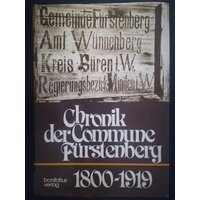 Gemeinde Fürstenberg
Amt Wünnenberg
Kreis Büren i.W.
Regierungsbezirk Minden i.W.
Chronik
der Commune
Fürstenberg
bonifatius
verlag
1800-1919